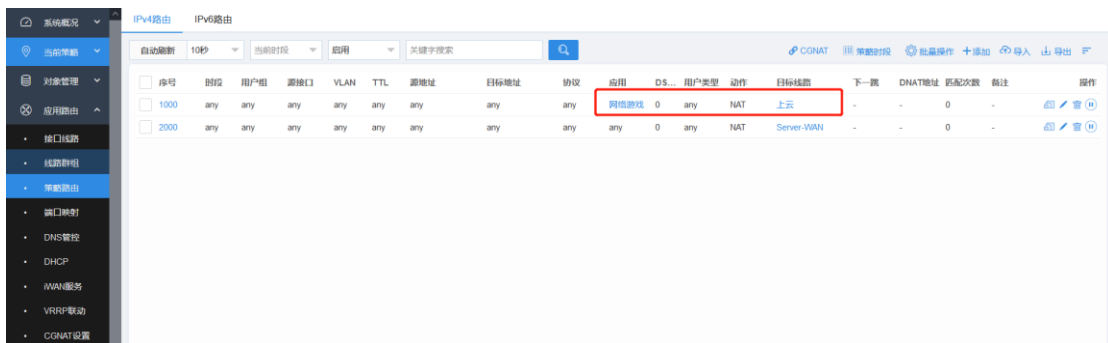 系统概况
当前策略
对象管理
应用路由
接口线路
线路群组
策略路由
端口映射
DNS管控
DHCP
iWAN服务
VRRP联动
CGNAT设置
IPv4路由 IPv6路由
自动刷新 10秒 当前时段 启用 关键字搜索 CGNAT 策略时段 批量操作 添加 导入 导出
序号 时段 用户组 源接口 VLAN TTL 源地址 目标地址 协议 应用 DS... 用户类型 动作 目标线路 下一跳 DNAT地址 匹配次数 备注 操作
1000 any any any any any any any any 网络游戏 0 any NAT 上云 - - 0 -
2000 any any any any any any any any any 0 any NAT Server-WAN - - 0 -